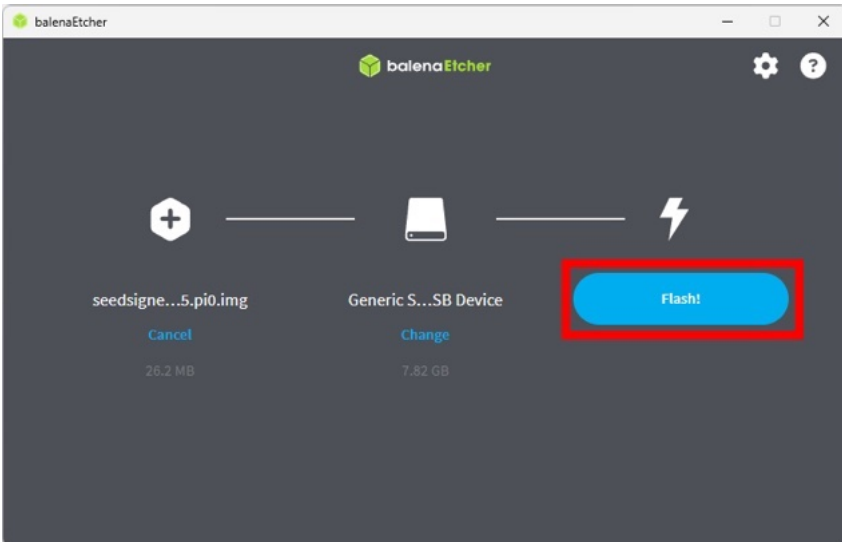 balenaEtcher
balenaEtcher
seedsigne...5.pi0.img
Generic S...SB Device
Flash!
Cancel
Change
26.2 MB
7.82 GB